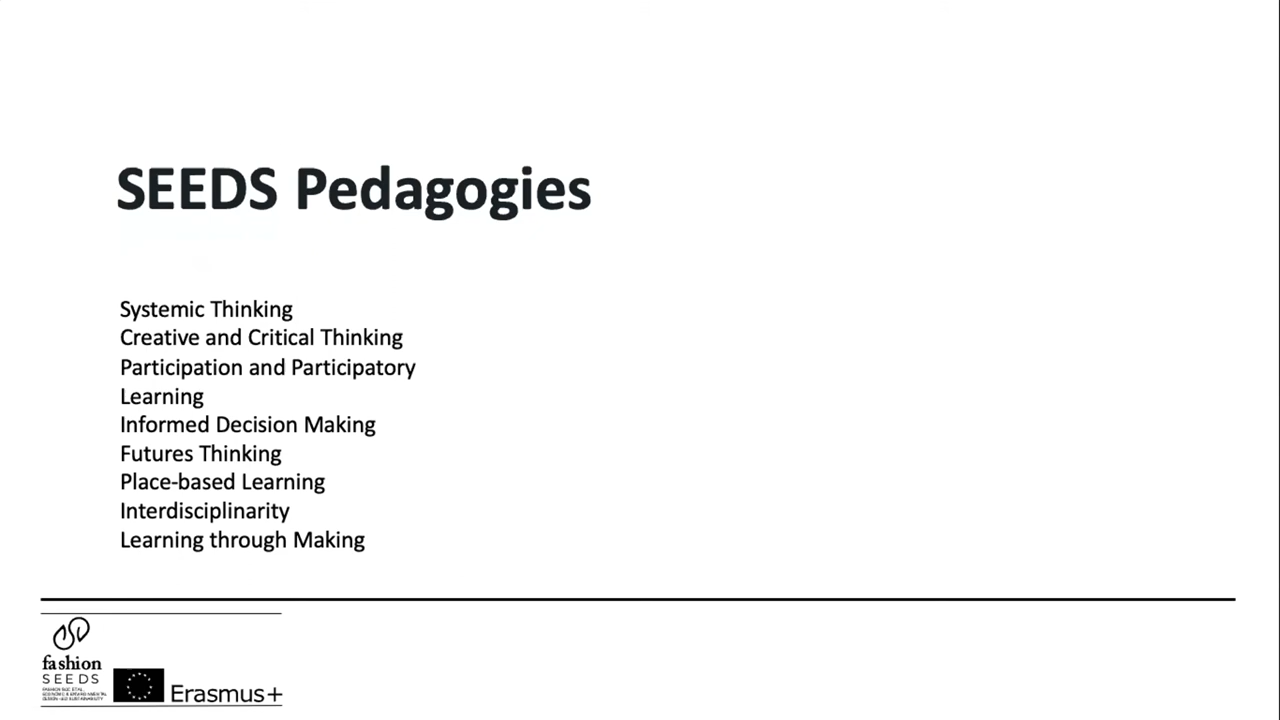 SEEDS Pedagogies
Systemic Thinking
Creative and Critical Thinking
Participation and Participatory
Learning
Informed Decision Making
Futures Thinking
Place-based Learning
Interdisciplinarity
Learning through Making
fashion
SEEDS
Erasmus+